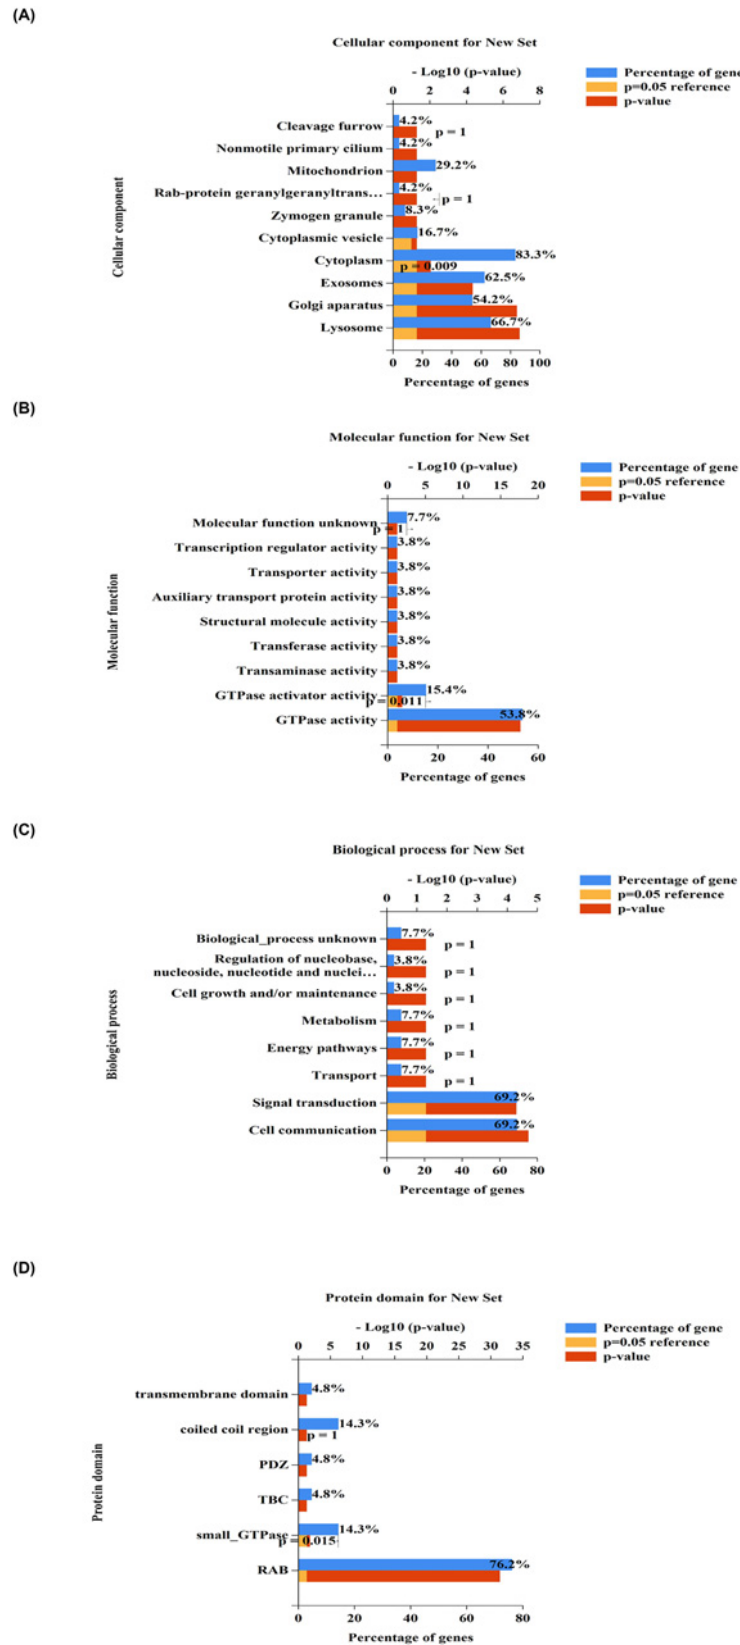 (A)
Cellular component for New Set
- Log10 (p-value)
0 2 4 6 8
Percentage of gene
p=0.05 reference
p-value
Cellular component
Cleavage furrow 4.2%
p = 1
Nonmotile primary cilium 4.2%
Mitochondrion 29.2%
Rab-protein geranylgeranyltrans... 4.2%
p = 1
Zymogen granule 8.3%
Cytoplasmic vesicle 16.7%
Cytoplasm 83.3%
p = 0.009
Exosomes 62.5%
Golgi aparatus 54.2%
Lysosome 66.7%
0 20 40 60 80 100
Percentage of genes
(B)
Molecular function for New Set
- Log10 (p-value)
0 5 10 15 20
Percentage of gene
p=0.05 reference
p-value
Molecular function
Molecular function unknown 7.7%
p = 1
Transcription regulator activity 3.8%
Transporter activity 3.8%
Auxiliary transport protein activity 3.8%
Structural molecule activity 3.8%
Transferase activity 3.8%
Transaminase activity 3.8%
GTPase activator activity 15.4%
p = 0.011
GTPase activity 53.8%
0 20 40 60
Percentage of genes
(C)
Biological process for New Set
- Log10 (p-value)
0 1 2 3 4 5
Percentage of gene
p=0.05 reference
p-value
Biological process
Biological_process unknown 7.7%
p = 1
Regulation of nucleobase,
nucleoside, nucleotide and nuclei... 3.8%
p = 1
Cell growth and/or maintenance 3.8%
p = 1
Metabolism 7.7%
p = 1
Energy pathways 7.7%
p = 1
Transport 7.7%
p = 1
Signal transduction 69.2%
Cell communication 69.2%
0 20 40 60 80
Percentage of genes
(D)
Protein domain for New Set
- Log10 (p-value)
0 5 10 15 20 25 30 35
Percentage of gene
p=0.05 reference
p-value
Protein domain
transmembrane domain 4.8%
coiled coil region 14.3%
p = 1
PDZ 4.8%
TBC 4.8%
small_GTPase 14.3%
p = 0.015
RAB 76.2%
0 20 40 60 80
Percentage of genes